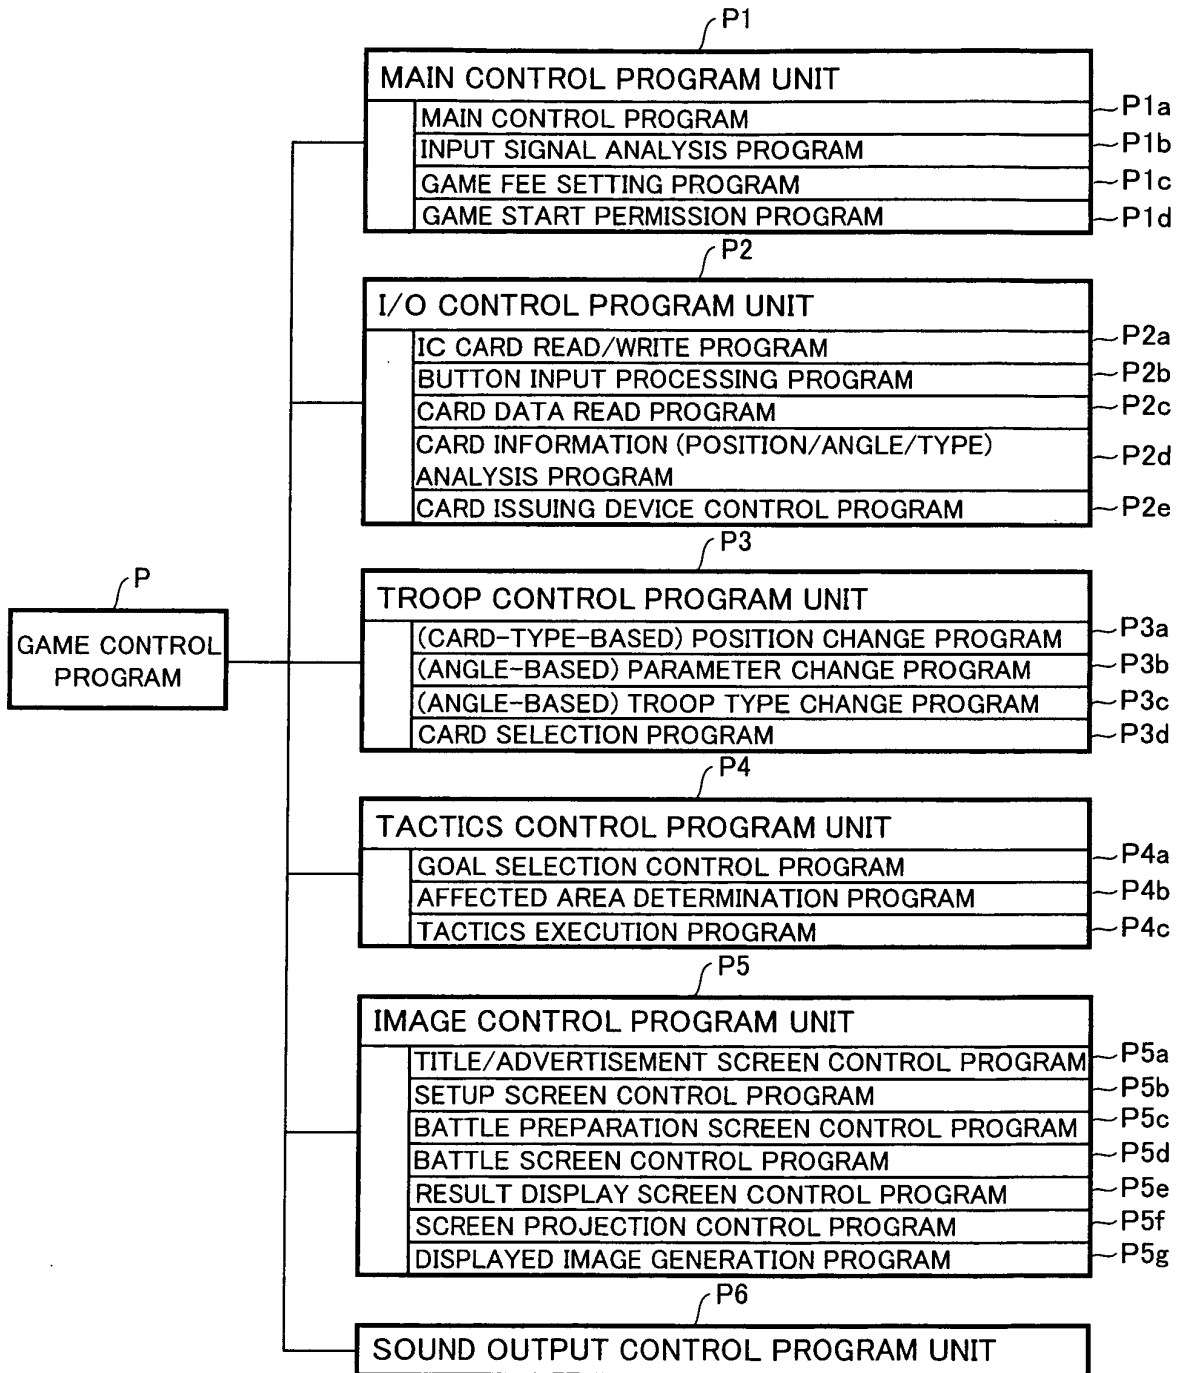 P1
MAIN CONTROL PROGRAM UNIT
MAIN CONTROL PROGRAM
P1a
INPUT SIGNAL ANALYSIS PROGRAM
P1b
GAME FEE SETTING PROGRAM
P1c
GAME START PERMISSION PROGRAM
P1d
P2
I/O CONTROL PROGRAM UNIT
IC CARD READ/WRITE PROGRAM
P2a
BUTTON INPUT PROCESSING PROGRAM
P2b
CARD DATA READ PROGRAM
P2c
CARD INFORMATION (POSITION/ANGLE/TYPE)
ANALYSIS PROGRAM
P2d
CARD ISSUING DEVICE CONTROL PROGRAM
P2e
P
GAME CONTROL
PROGRAM
P3
TROOP CONTROL PROGRAM UNIT
(CARD-TYPE-BASED) POSITION CHANGE PROGRAM
P3a
(ANGLE-BASED) PARAMETER CHANGE PROGRAM
P3b
(ANGLE-BASED) TROOP TYPE CHANGE PROGRAM
P3c
CARD SELECTION PROGRAM
P3d
P4
TACTICS CONTROL PROGRAM UNIT
GOAL SELECTION CONTROL PROGRAM
P4a
AFFECTED AREA DETERMINATION PROGRAM
P4b
TACTICS EXECUTION PROGRAM
P4c
P5
IMAGE CONTROL PROGRAM UNIT
TITLE/ADVERTISEMENT SCREEN CONTROL PROGRAM
P5a
SETUP SCREEN CONTROL PROGRAM
P5b
BATTLE PREPARATION SCREEN CONTROL PROGRAM
P5c
BATTLE SCREEN CONTROL PROGRAM
P5d
RESULT DISPLAY SCREEN CONTROL PROGRAM
P5e
SCREEN PROJECTION CONTROL PROGRAM
P5f
DISPLAYED IMAGE GENERATION PROGRAM
P5g
P6
SOUND OUTPUT CONTROL PROGRAM UNIT